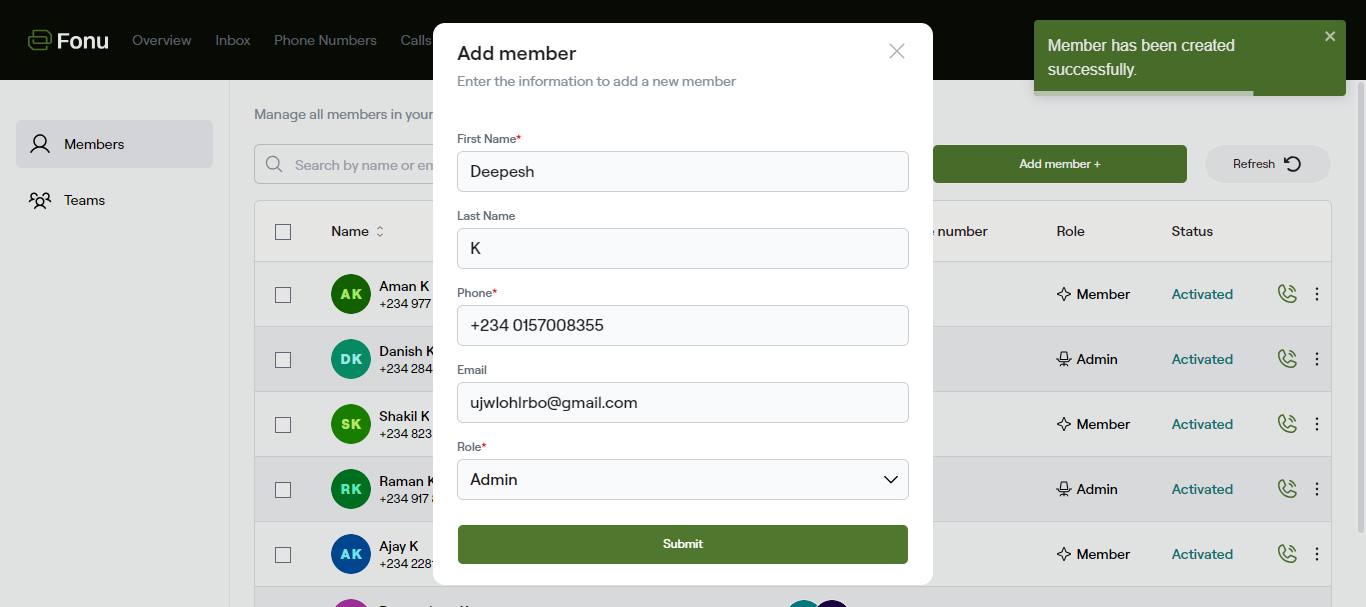 Fonu
Overview
Inbox
Phone Numbers
Calls
Members
Teams
Manage all members in your
Search by name or em
Add member +
Refresh
Name
number
Role
Status
AK
Aman K
+234 977
Member
Activated
DK
Danish K
+234 284
Admin
Activated
SK
Shakil K
+234 823
Member
Activated
RK
Raman K
+234 917
Admin
Activated
AK
Ajay K
+234 228
Member
Activated
Add member
Enter the information to add a new member
First Name*
Deepesh
Last Name
K
Phone*
+234 0157008355
Email
ujwlohlrbo@gmail.com
Role*
Admin
Submit
Member has been created
successfully.